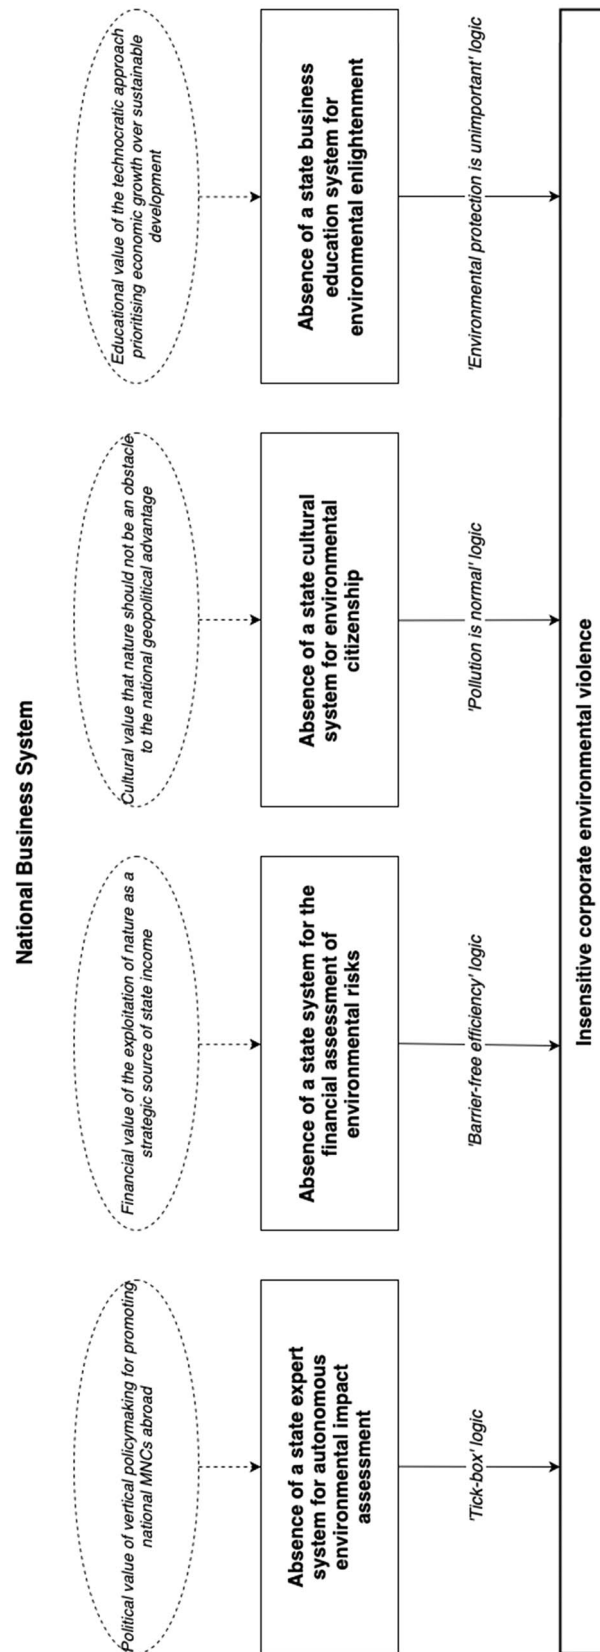 National Business System
Political value of vertical policymaking for promoting
national MNCs abroad
Financial value of the exploitation of nature as a
strategic source of state income
Cultural value that nature should not be an obstacle
to the national geopolitical advantage
Educational value of the technocratic approach
prioritising economic growth over sustainable
development
Absence of a state expert
system for autonomous
environmental impact
assessment
Absence of a state system for the
financial assessment of
environmental risks
Absence of a state cultural
system for environmental
citizenship
Absence of a state business
education system for
environmental enlightenment
'Tick-box' logic
'Barrier-free efficiency' logic
'Pollution is normal' logic
'Environmental protection is unimportant' logic
Insensitive corporate environmental violence